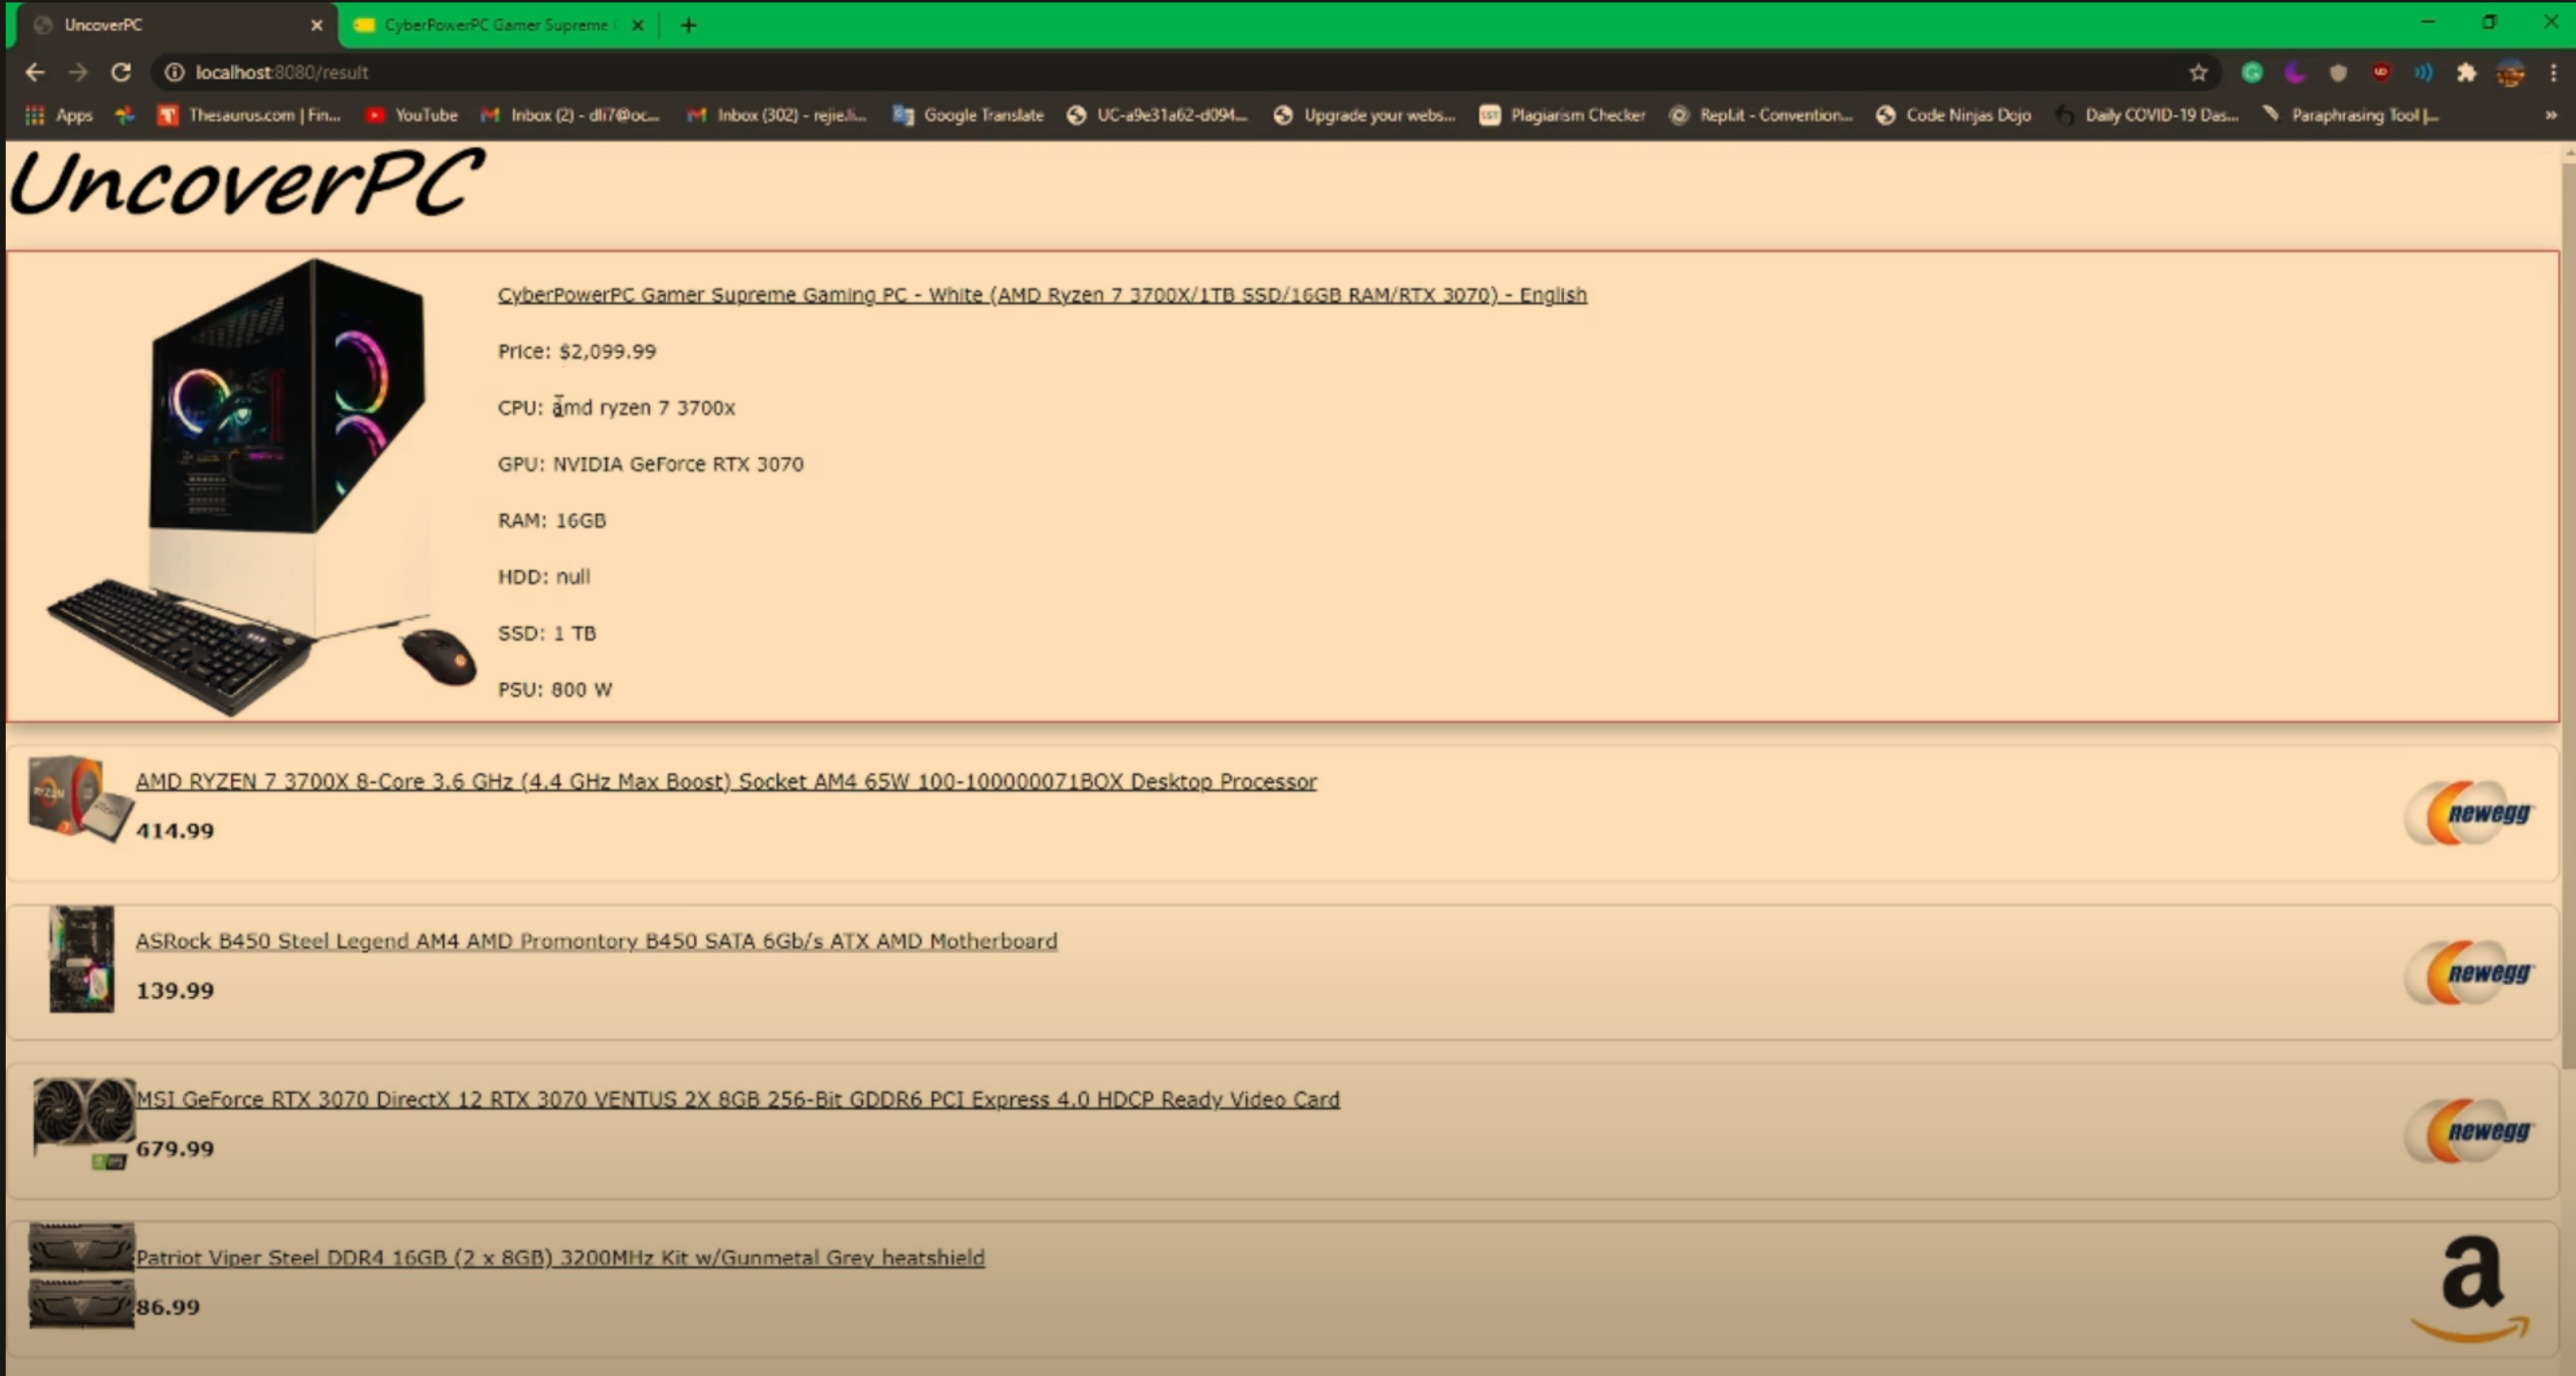 UncoverPC
CyberPowerPC Gamer Supreme
localhost:8080/result
Apps
Thesaurus.com | Fin...
YouTube
Inbox (2) - dli7@oc...
Inbox (302) - rejie.li...
Google Translate
UC-a9e31a62-d094...
Upgrade your webs...
Plagiarism Checker
Repl.it - Convention...
Code Ninjas Dojo
Daily COVID-19 Das...
Paraphrasing Tool |...
UncoverPC
CyberPowerPC Gamer Supreme Gaming PC - White (AMD Ryzen 7 3700X/1TB SSD/16GB RAM/RTX 3070) - English
Price: $2,099.99
CPU: amd ryzen 7 3700x
GPU: NVIDIA GeForce RTX 3070
RAM: 16GB
HDD: null
SSD: 1 TB
PSU: 800 W
AMD RYZEN 7 3700X 8-Core 3.6 GHz (4.4 GHz Max Boost) Socket AM4 65W 100-100000071BOX Desktop Processor
414.99
newegg
ASRock B450 Steel Legend AM4 AMD Promontory B450 SATA 6Gb/s ATX AMD Motherboard
139.99
newegg
MSI GeForce RTX 3070 DirectX 12 RTX 3070 VENTUS 2X 8GB 256-Bit GDDR6 PCI Express 4.0 HDCP Ready Video Card
679.99
newegg
Patriot Viper Steel DDR4 16GB (2 x 8GB) 3200MHz Kit w/Gunmetal Grey heatshield
86.99
a